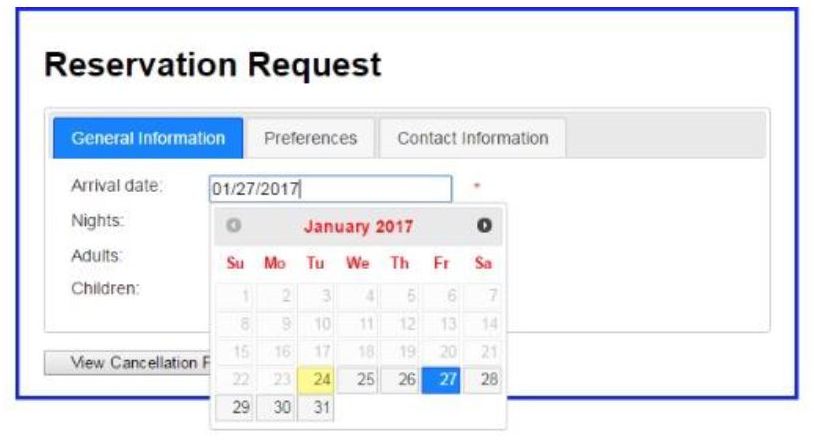 Reservation Request
General Information Preferences Contact Information
Arrival date: 01/27/2017 *
Nights:
Adults:
Children:
January 2017
Su Mo Tu We Th Fr Sa
1 2 3 4 5 6 7
8 9 10 11 12 13 14
15 16 17 18 19 20 21
22 23 24 25 26 27 28
29 30 31
View Cancellation